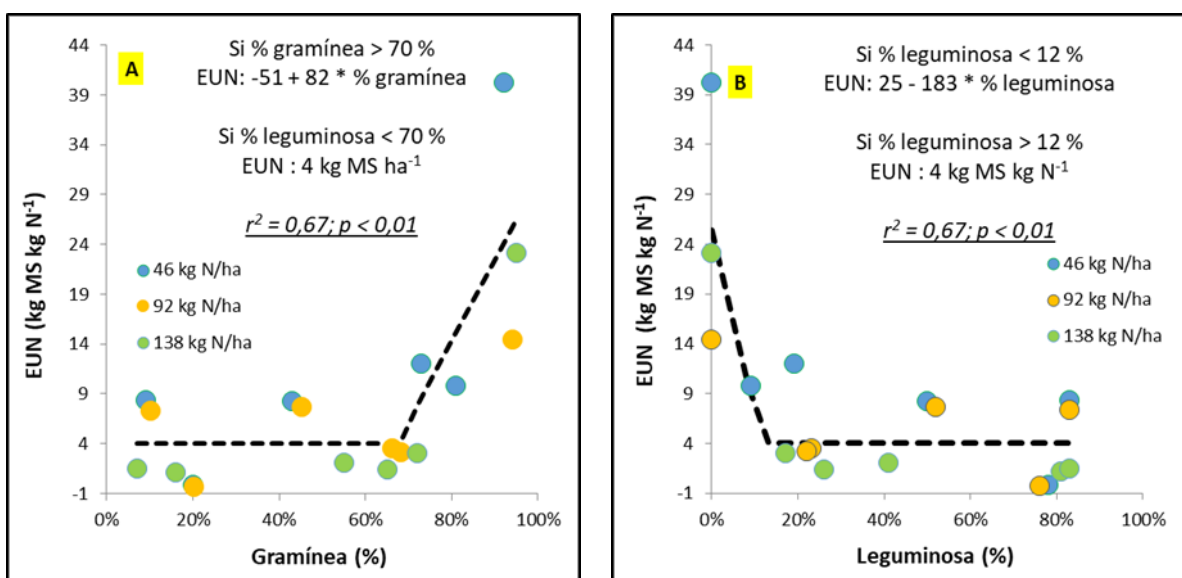 A
Si % gramínea > 70 %
EUN: -51 + 82 * % gramínea
Si % leguminosa < 70 %
EUN : 4 kg MS ha⁻¹
r² = 0,67; p < 0,01
46 kg N/ha
92 kg N/ha
138 kg N/ha
EUN (kg MS kg N⁻¹)
44
39
34
29
24
19
14
9
4
-1
0%
20%
40%
60%
80%
100%
Gramínea (%)
B
Si % leguminosa < 12 %
EUN: 25 - 183 * % leguminosa
Si % leguminosa > 12 %
EUN : 4 kg MS kg N⁻¹
r² = 0,67; p < 0,01
46 kg N/ha
92 kg N/ha
138 kg N/ha
EUN (kg MS kg N⁻¹)
44
39
34
29
24
19
14
9
4
-1
0%
20%
40%
60%
80%
100%
Leguminosa (%)